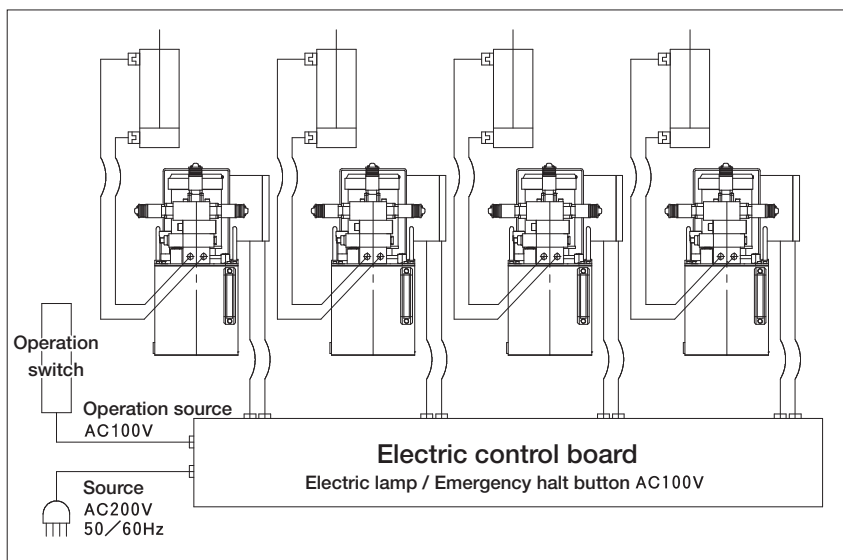 Operation
switch
Operation source
AC100V
Electric control board
Electric lamp / Emergency halt button AC100V
Source
AC200V
50／60Hz